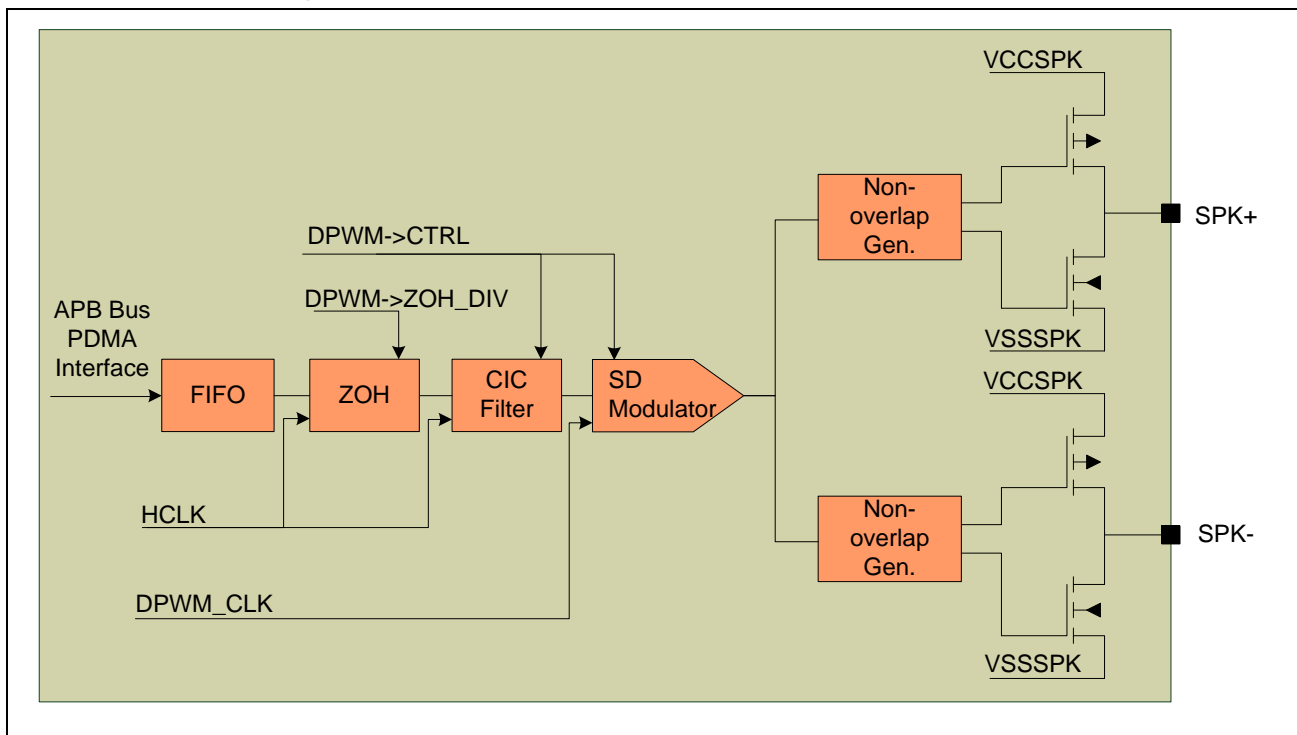 VCCSPK
Non-
overlap
Gen.
SPK+
DPWM->CTRL
DPWM->ZOH_DIV
APB Bus
PDMA
Interface
VSSSPK
FIFO
ZOH
CIC
Filter
SD
Modulator
VCCSPK
HCLK
Non-
overlap
Gen.
SPK-
DPWM_CLK
VSSSPK